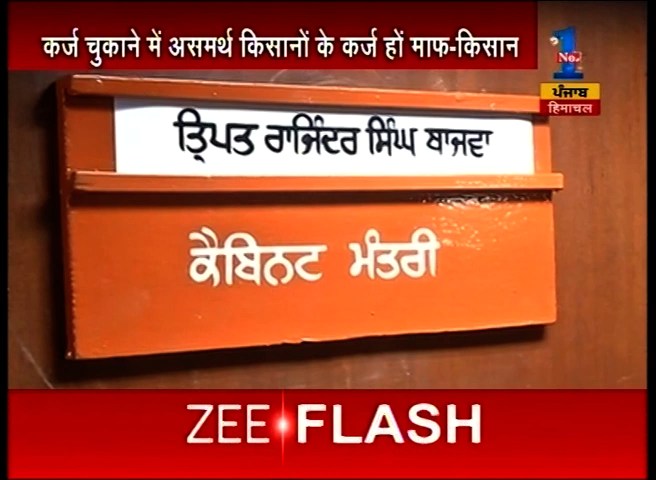 कर्ज चुकाने में असमर्थ किसानों के कर्ज हों माफ-किसान
No. 1
ਪੰਜਾਬ
हिमाचल
ਤ੍ਰਿਪਤ ਰਾਜਿੰਦਰ ਸਿੰਘ ਬਾਜਵਾ
ਕੈਬਿਨਟ ਮੰਤਰੀ
ZEE FLASH